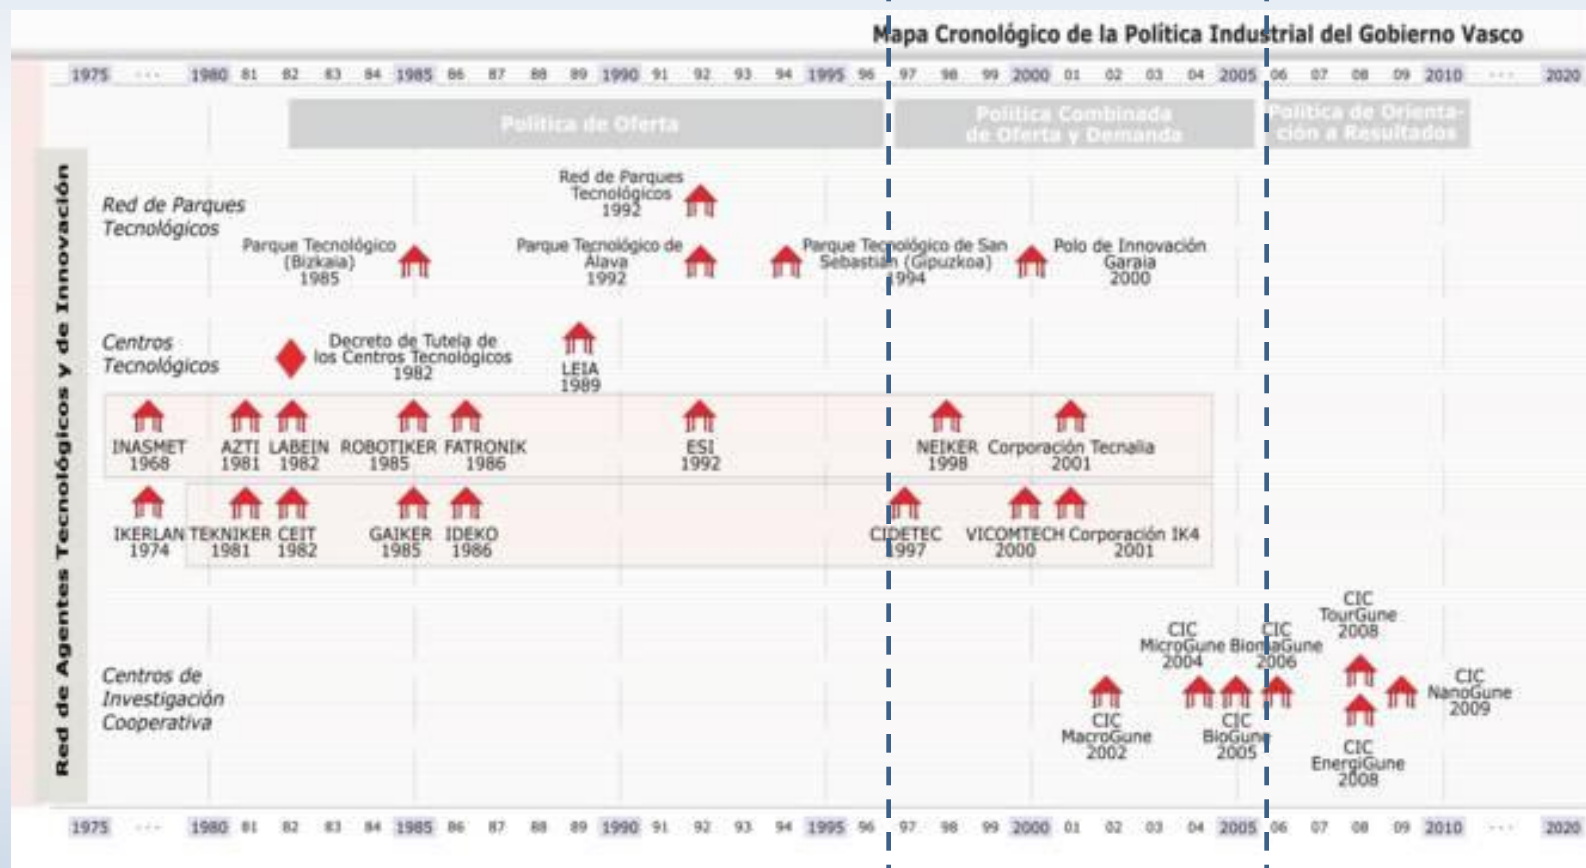 Mapa Cronológico de la Política Industrial del Gobierno Vasco
1975 ... 1980 81 82 83 84 1985 86 87 88 89 1990 91 92 93 94 1995 96 97 98 99 2000 01 02 03 04 2005 06 07 08 09 2010 ... 2020
Política de Oferta
Política Combinada
de Oferta y Demanda
Política de Orienta-
ción a Resultados
Red de Agentes Tecnológicos y de Innovación
Red de Parques
Tecnológicos
Red de Parques
Tecnológicos
1992
Parque Tecnológico
(Bizkaia)
1985
Parque Tecnológico de
Álava
1992
Parque Tecnológico de San
Sebastián (Gipuzkoa)
1994
Polo de Innovación
Garaia
2000
Centros
Tecnológicos
Decreto de Tutela de
los Centros Tecnológicos
1982
LEIA
1989
INASMET
1968
AZTI
1981
LABEIN
1982
ROBOTIKER
1985
FATRONIK
1986
ESI
1992
NEIKER
1998
Corporación Tecnalia
2001
IKERLAN
1974
TEKNIKER
1981
CEIT
1982
GAIKER
1985
IDEKO
1986
CIDETEC
1997
VICOMTECH
2000
Corporación IK4
2001
Centros de
Investigación
Cooperativa
CIC
MacroGune
2002
CIC
MicroGune
2004
CIC
BioGune
2005
CIC
BiomaGune
2006
CIC
TourGune
2008
CIC
EnergiGune
2008
CIC
NanoGune
2009
1975 ... 1980 81 82 83 84 1985 86 87 88 89 1990 91 92 93 94 1995 96 97 98 99 2000 01 02 03 04 2005 06 07 08 09 2010 ... 2020